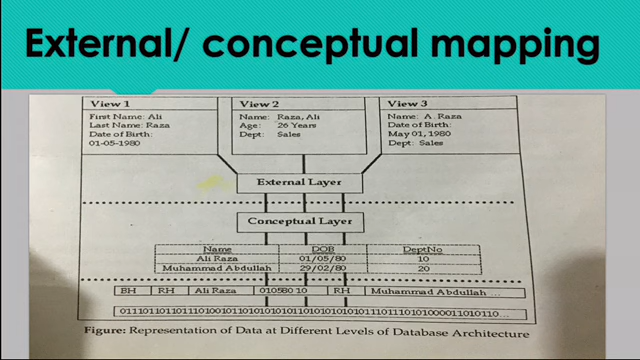 External/ conceptual mapping
View 1
First Name: Ali
Last Name: Raza
Date of Birth:
01-05-1980
View 2
Name: Raza, Ali
Age: 26 Years
Dept: Sales
View 3
Name: A. Raza
Date of Birth:
May 01, 1980
Dept: Sales
External Layer
Conceptual Layer
Name DOB DeptNo
Ali Raza 01/05/80 10
Muhammad Abdullah 29/02/80 20
BH RH Ali Raza 010580 10 RH Muhammad Abdullah ...
Figure: Representation of Data at Different Levels of Database Architecture